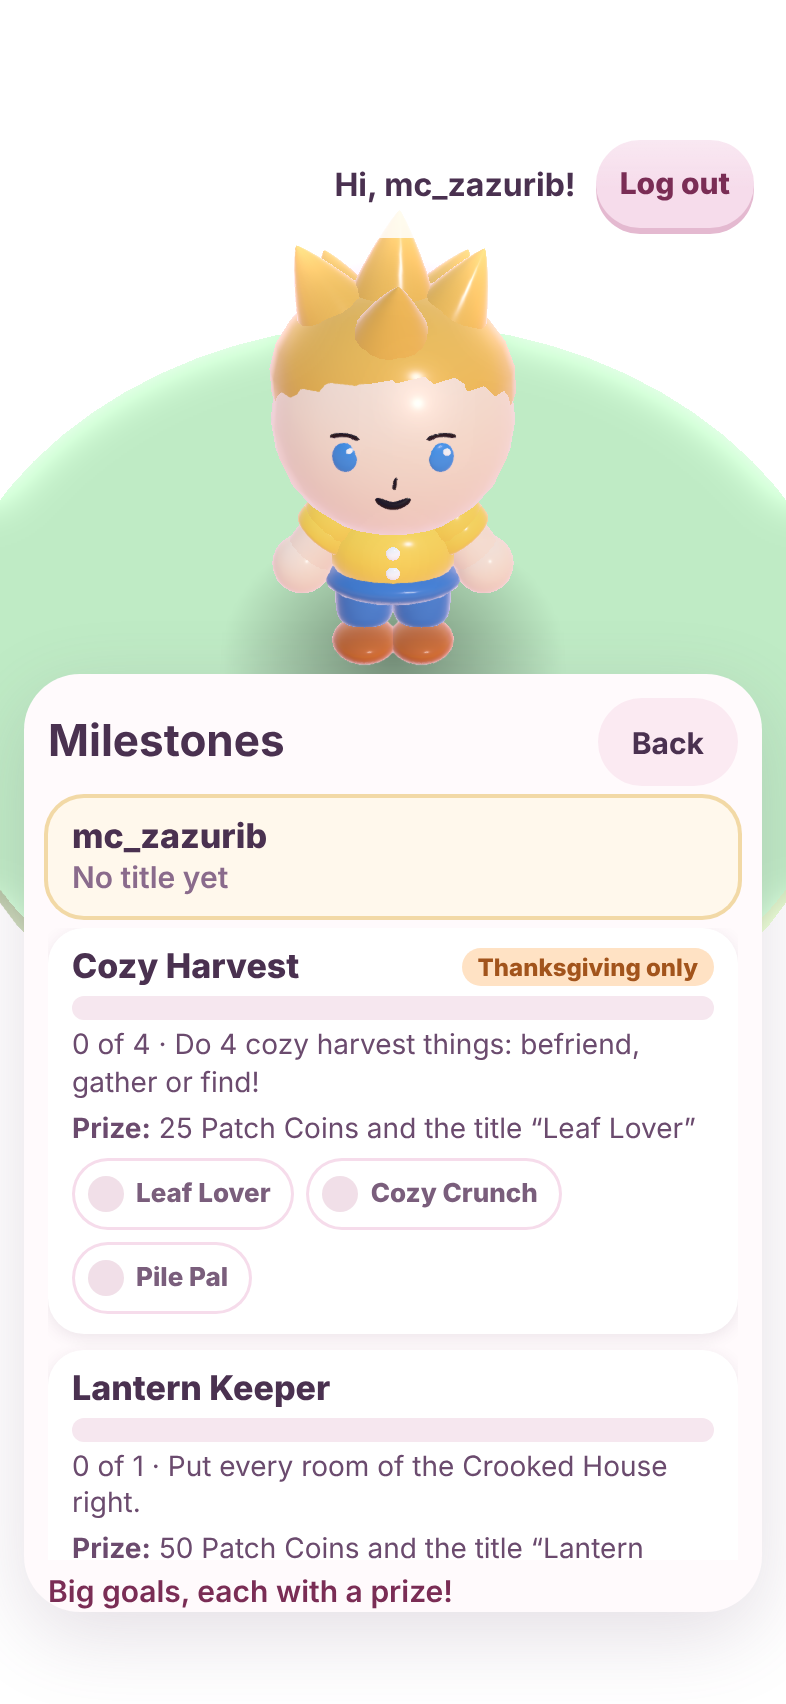 Hi, mc_zazurib!
Log out
Milestones
Back
mc_zazurib
No title yet
Cozy Harvest
Thanksgiving only
0 of 4 · Do 4 cozy harvest things: befriend,
gather or find!
Prize: 25 Patch Coins and the title “Leaf Lover”
Leaf Lover
Cozy Crunch
Pile Pal
Lantern Keeper
0 of 1 · Put every room of the Crooked House
right.
Prize: 50 Patch Coins and the title “Lantern
Big goals, each with a prize!